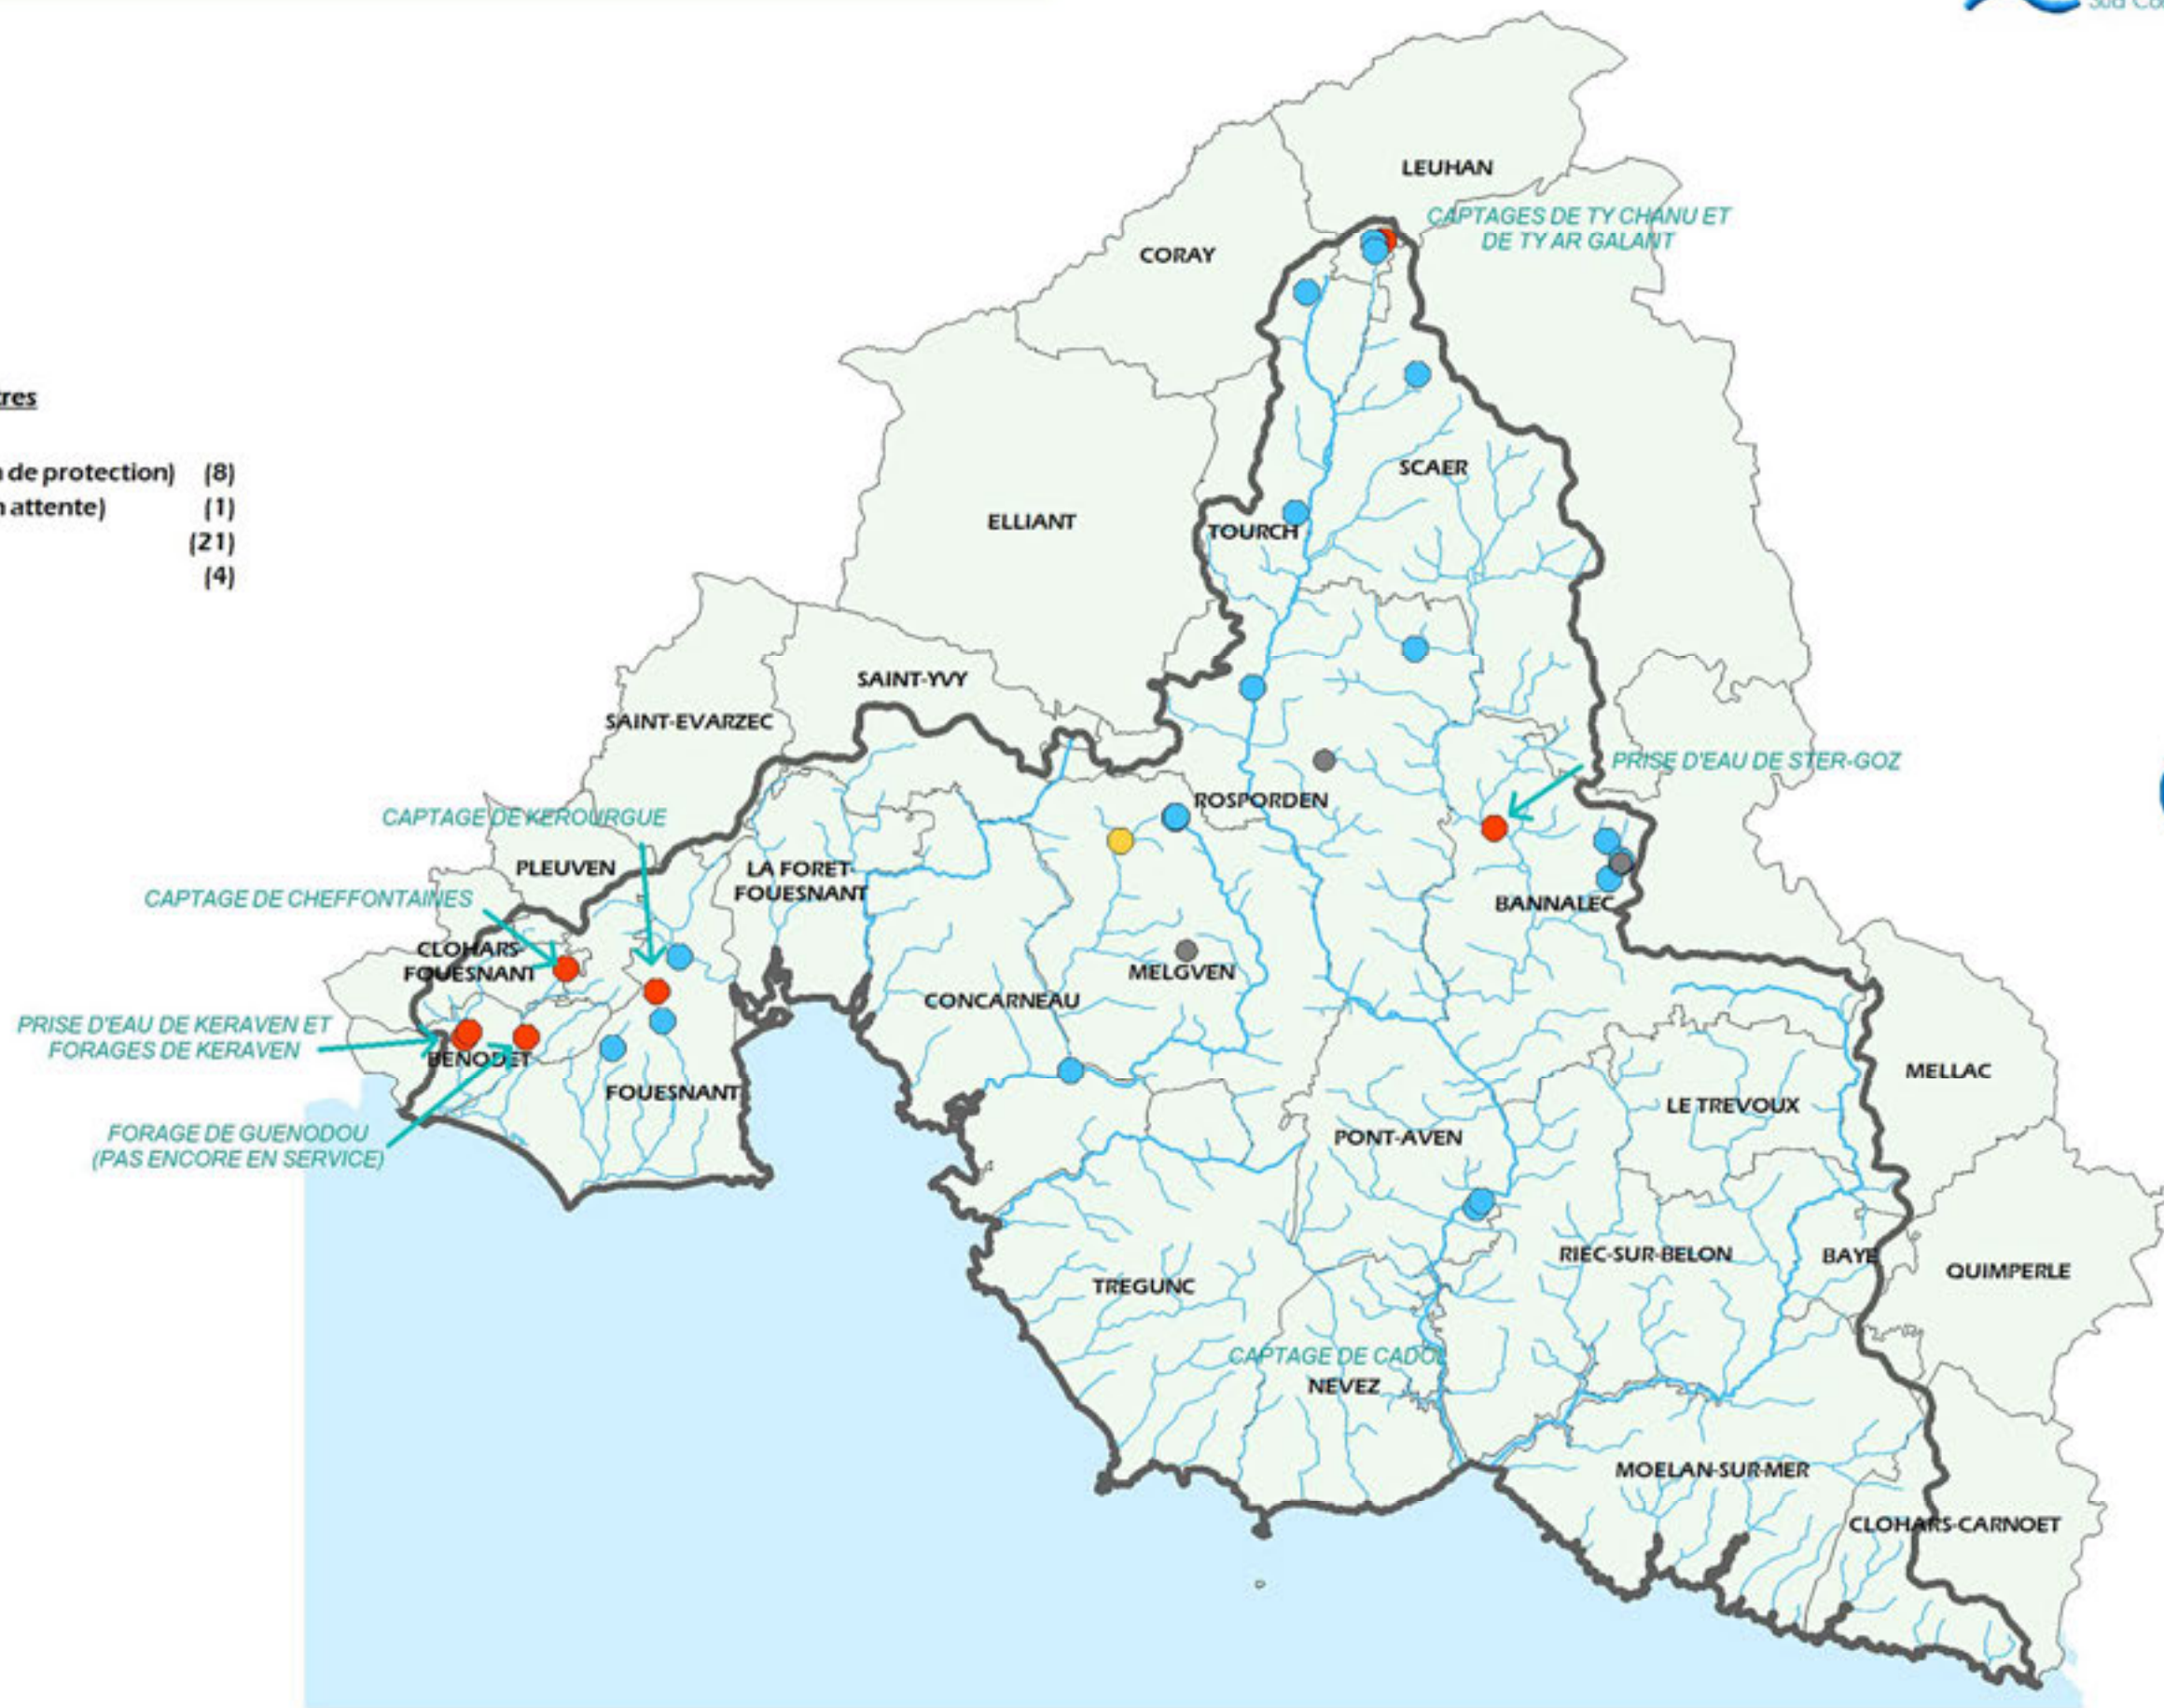 LEUHAN
CAPTAGES DE TY CHANU ET
DE TY AR GALANT
CORAY
SCAER
ELLIANT
TOURCH
(8)
de protection)
attente)
(1)
(21)
(4)
SAINT-YVY
SAINT-EVARZEC
PRISE D'EAU DE STER-GOZ
ROSPORDEN
CAPTAGE DE KEROURGUE
PLEUVEN
LA FORET-
FOUESNANT
CAPTAGE DE CHEFFONTAINES
BANNALEC
CLOHARS-
FOUESNANT
MELGVEN
CONCARNEAU
PRISE D'EAU DE KERAVEN ET
FORAGES DE KERAVEN
BENODET
FOUESNANT
MELLAC
LE TREVOUX
FORAGE DE GUENODOU
(PAS ENCORE EN SERVICE)
PONT-AVEN
RIEC-SUR-BELON
BAYE
QUIMPERLE
TREGUNC
CAPTAGE DE CADOL
NEVEZ
MOELAN-SUR-MER
CLOHARS-CARNOET